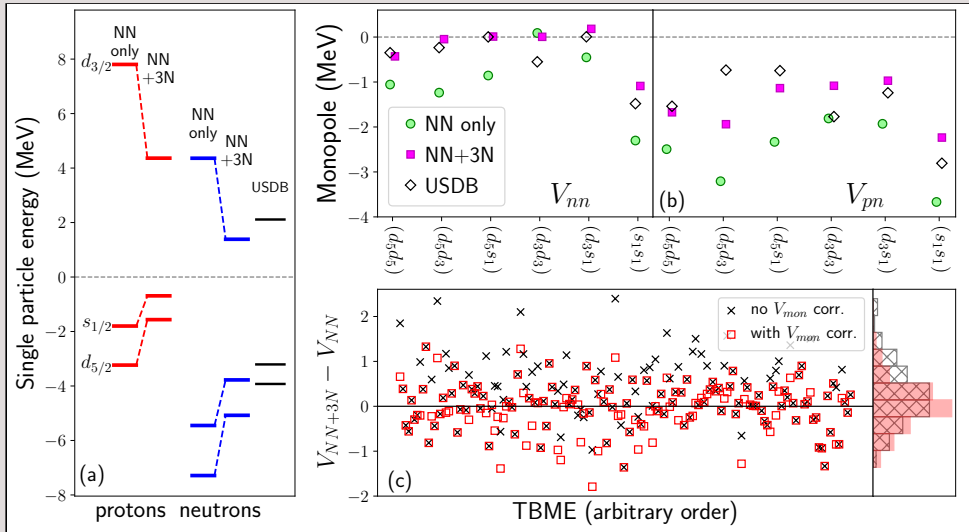 Single particle energy (MeV)
8
6
4
2
0
−2
−4
−6
−8
NN
only
NN
+3N
NN
only
NN
+3N
USDB
d3/2
s1/2
d5/2
(a)
protons neutrons
Monopole (MeV)
0
−1
−2
−3
−4
NN only
NN+3N
USDB
Vnn
(b)
Vpn
(d5d5)
(d5d3)
(d5s1)
(d3d3)
(d3s1)
(s1s1)
(d5d5)
(d5d3)
(d5s1)
(d3d3)
(d3s1)
(s1s1)
VNN+3N − VNN
2
1
0
−1
−2
no Vmon corr.
with Vmon corr.
(c)
TBME (arbitrary order)